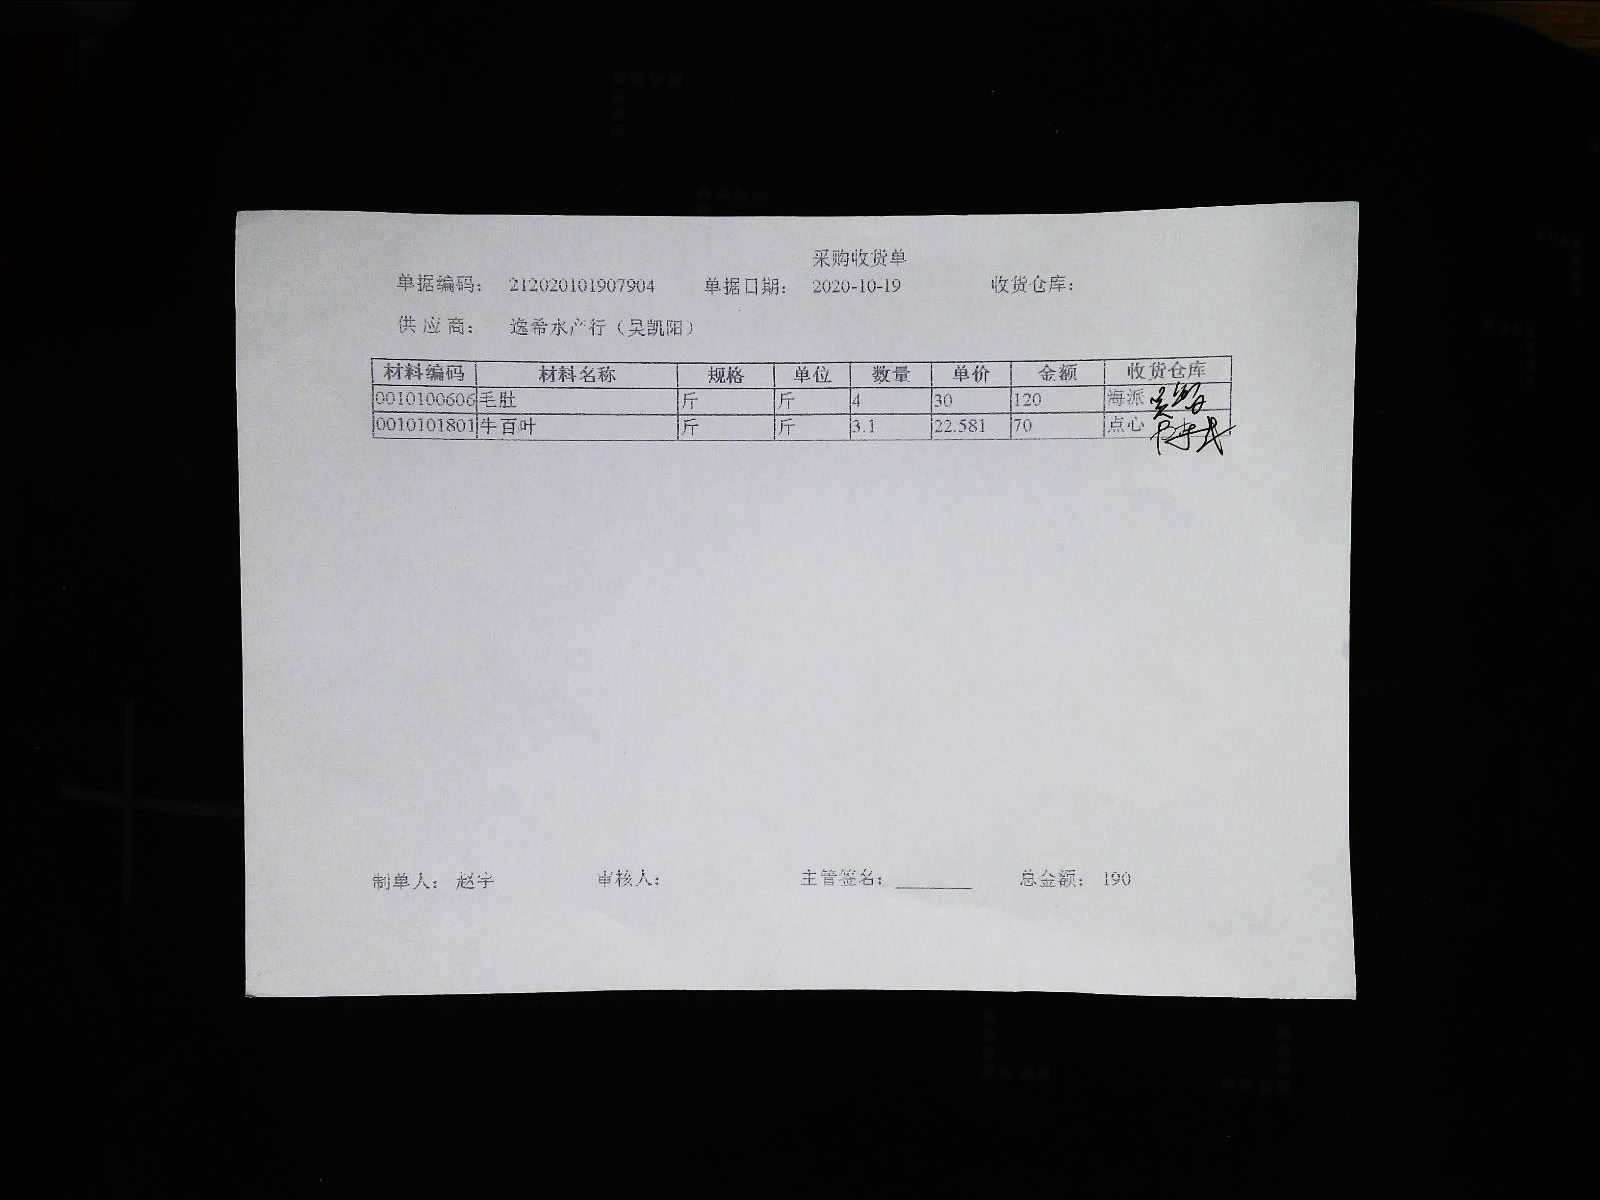 采购收货单
单据编码： 212020101907904 单据日期： 2020-10-19 收货仓库：
供应商： 逸希水产行（吴凯阳）
材料编码 材料名称 规格 单位 数量 单价 金额 收货仓库
0010100606 毛肚 斤 斤 4 30 120 海派
0010101801 牛百叶 斤 斤 3.1 22.581 70 点心
制单人： 赵宇 审核人： 主管签名： 总金额： 190